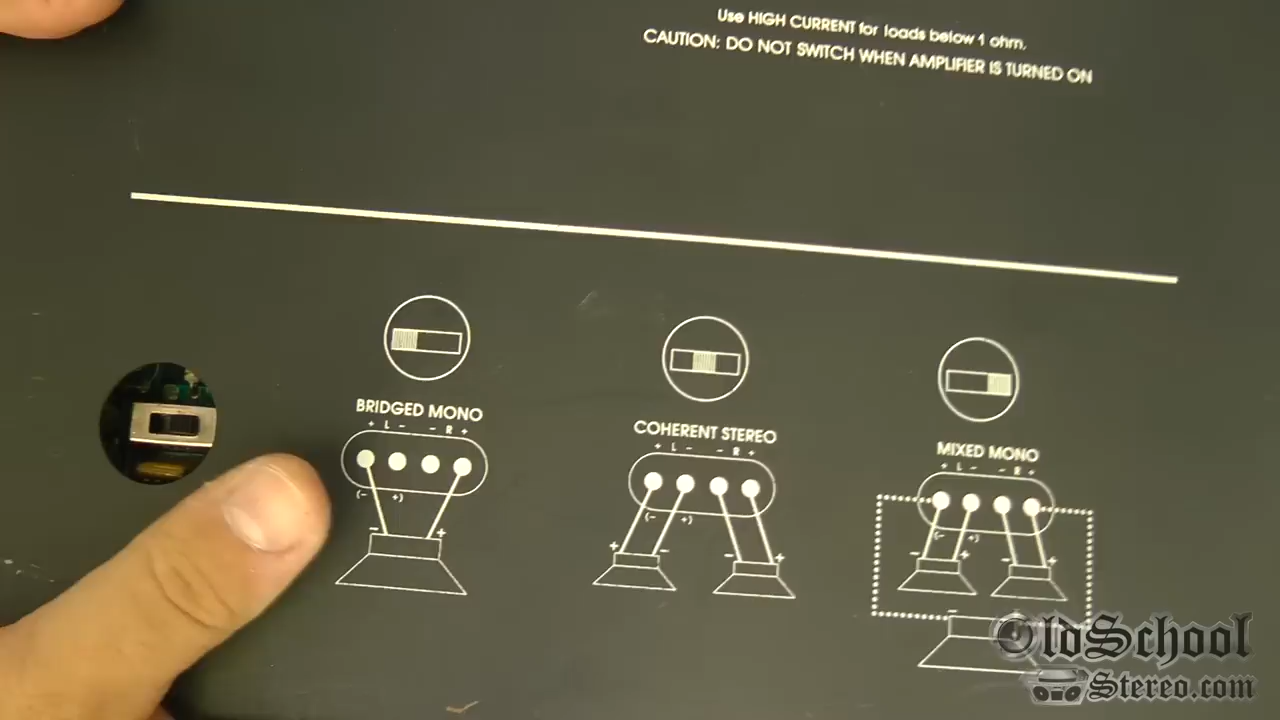 Use HIGH CURRENT for loads below 1 ohm.
CAUTION: DO NOT SWITCH WHEN AMPLIFIER IS TURNED ON
BRIDGED MONO
+ L - - R +
(- +)
- +
COHERENT STEREO
+ L - - R +
(- +)
+ - - +
MIXED MONO
+ L - - R +
(- +)
- + - +
-
OldSchool
Stereo.com